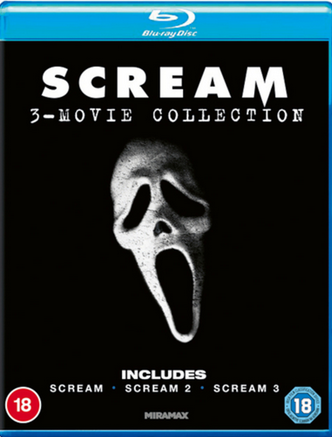 Blu-ray Disc
SCREAM
3-MOVIE COLLECTION
INCLUDES
SCREAM · SCREAM 2 · SCREAM 3
18
18
MIRAMAX